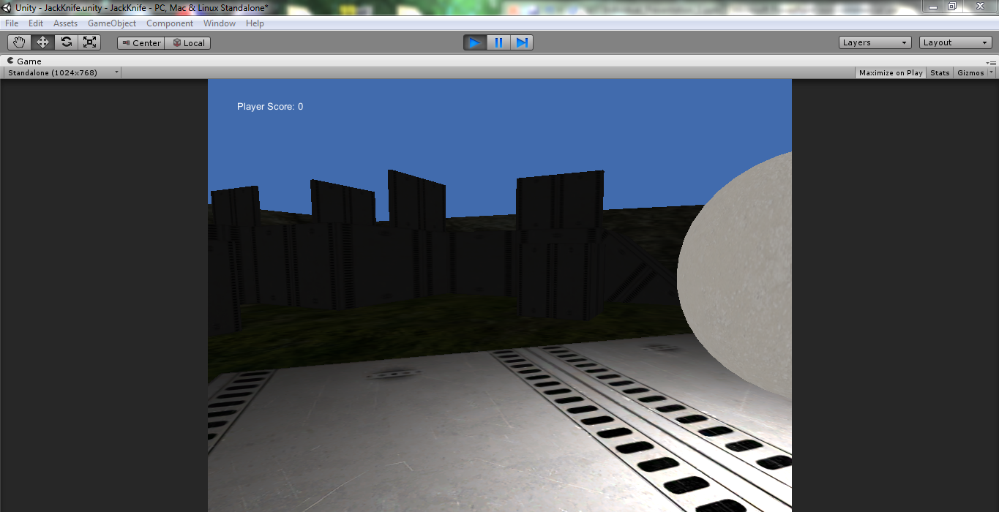 Unity - JackKnife.unity - JackKnife - PC, Mac & Linux Standalone*
File Edit Assets GameObject Component Window Help
Center Local Layers Layout
Game
Standalone (1024x768) Maximize on Play Stats Gizmos
Player Score: 0